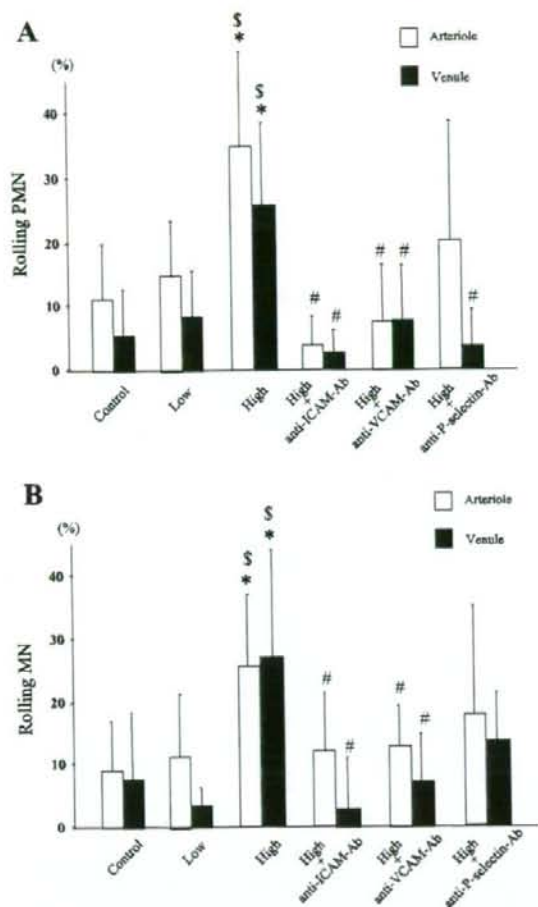 A
Arteriole
Venule
(%)
$
*
$
*
40
30
20
10
0
Rolling PMN
#
#
#
#
#
Control
Low
High
High + anti-ICAM-Ab
High + anti-VCAM-Ab
High + anti-P-selectin-Ab
B
Arteriole
Venule
(%)
$
*
$
*
40
30
20
10
0
Rolling MN
#
#
#
#
Control
Low
High
High + anti-ICAM-Ab
High + anti-VCAM-Ab
High + anti-P-selectin-Ab